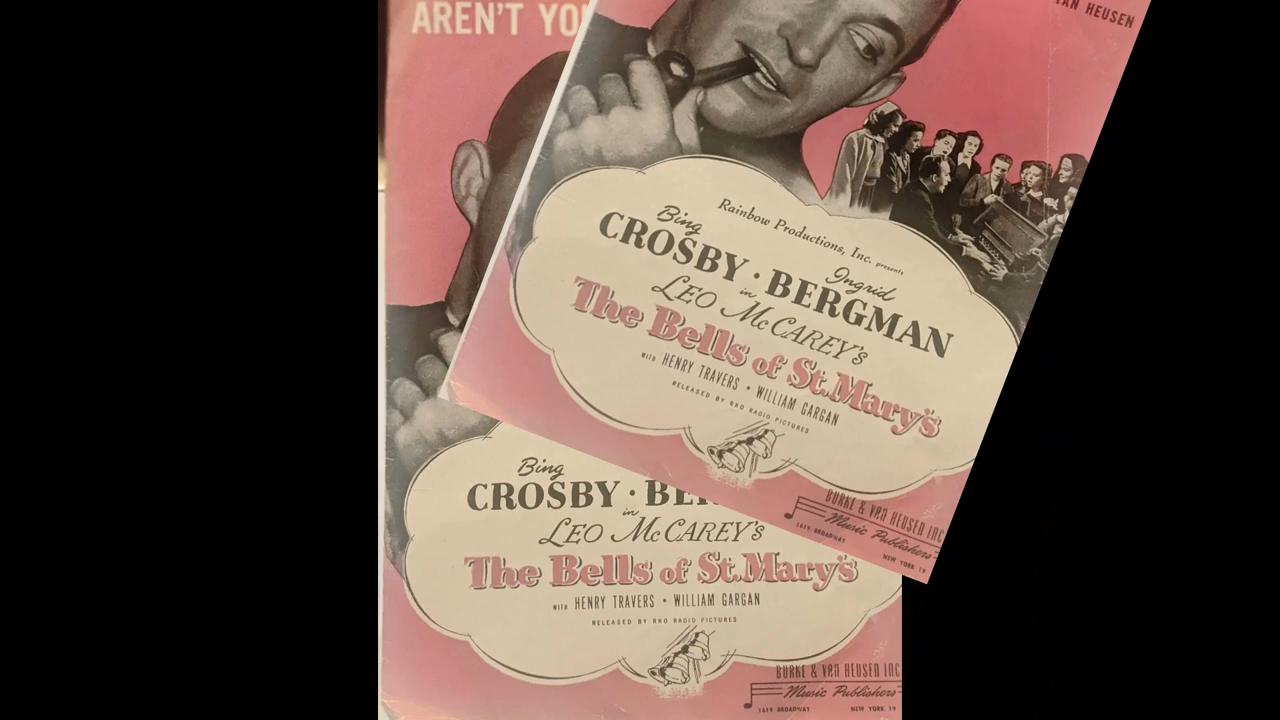 AREN'T YO
VAN HEUSEN
Rainbow Productions, Inc. presents
Bing Ingrid
CROSBY · BERGMAN
in
LEO McCAREY'S
The Bells of St. Mary's
with HENRY TRAVERS • WILLIAM GARGAN
RELEASED BY RKO RADIO PICTURES
BURKE & VAN HEUSEN INC
Music Publishers
1619 BROADWAY NEW YORK 19
Bing
CROSBY · BE
in
LEO McCAREY'S
The Bells of St. Mary's
with HENRY TRAVERS • WILLIAM GARGAN
RELEASED BY RKO RADIO PICTURES
BURKE & VAN HEUSEN INC
Music Publishers
1619 BROADWAY NEW YORK 19